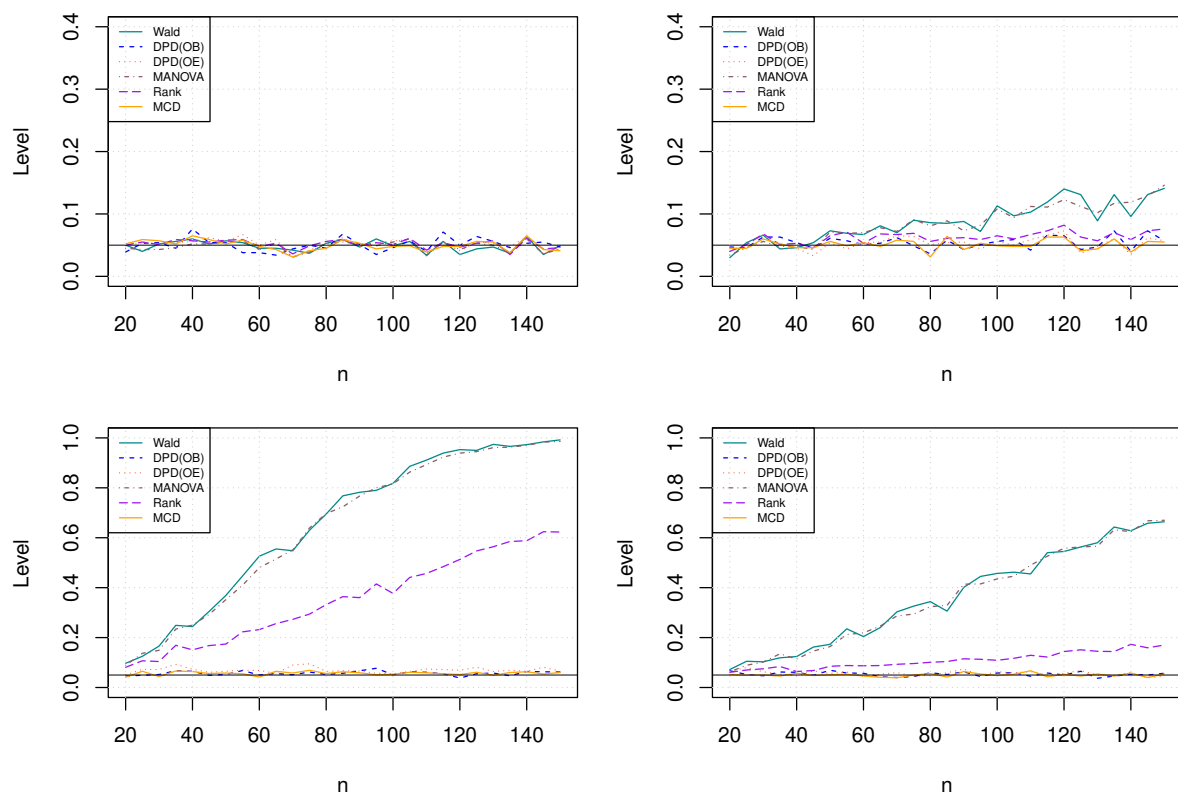 Level
0.0 0.1 0.2 0.3 0.4
Wald
DPD(OB)
DPD(OE)
MANOVA
Rank
MCD
20 40 60 80 100 120 140
n
Level
0.0 0.1 0.2 0.3 0.4
Wald
DPD(OB)
DPD(OE)
MANOVA
Rank
MCD
20 40 60 80 100 120 140
n
Level
0.0 0.2 0.4 0.6 0.8 1.0
Wald
DPD(OB)
DPD(OE)
MANOVA
Rank
MCD
20 40 60 80 100 120 140
n
Level
0.0 0.2 0.4 0.6 0.8 1.0
Wald
DPD(OB)
DPD(OE)
MANOVA
Rank
MCD
20 40 60 80 100 120 140
n